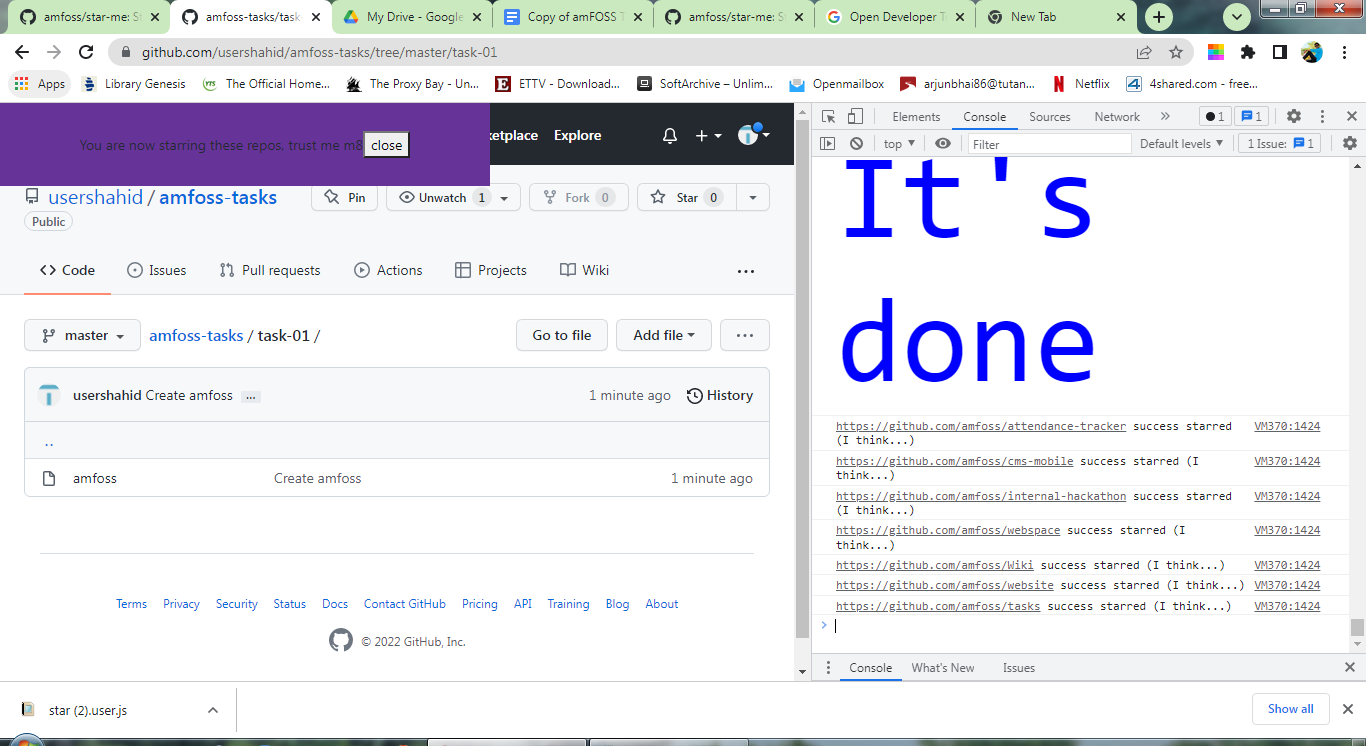 amfoss/star-me: St
amfoss-tasks/task
My Drive - Google
Copy of amFOSS T
amfoss/star-me: St
Open Developer T
New Tab
github.com/usershahid/amfoss-tasks/tree/master/task-01
Apps
Library Genesis
The Official Home...
The Proxy Bay - Un...
ETTV - Download...
SoftArchive – Unlim...
Openmailbox
arjunbhai86@tutan...
Netflix
4shared.com - free...
You are now starring these repos. trust me m8 close
ketplace Explore
usershahid / amfoss-tasks
Public
Pin
Unwatch 1
Fork 0
Star 0
Code
Issues
Pull requests
Actions
Projects
Wiki
master
amfoss-tasks / task-01 /
Go to file
Add file
usershahid Create amfoss ...
1 minute ago
History
..
amfoss
Create amfoss
1 minute ago
Terms Privacy Security Status Docs Contact GitHub Pricing API Training Blog About
© 2022 GitHub, Inc.
Elements Console Sources Network » 1 1
top Filter Default levels 1 Issue: 1
It's
done
https://github.com/amfoss/attendance-tracker success starred VM370:1424
(I think...)
https://github.com/amfoss/cms-mobile success starred (I VM370:1424
think...)
https://github.com/amfoss/internal-hackathon success starred VM370:1424
(I think...)
https://github.com/amfoss/webspace success starred (I VM370:1424
think...)
https://github.com/amfoss/Wiki success starred (I think...) VM370:1424
https://github.com/amfoss/website success starred (I think...) VM370:1424
https://github.com/amfoss/tasks success starred (I think...) VM370:1424
Console What's New Issues
star (2).user.js
Show all